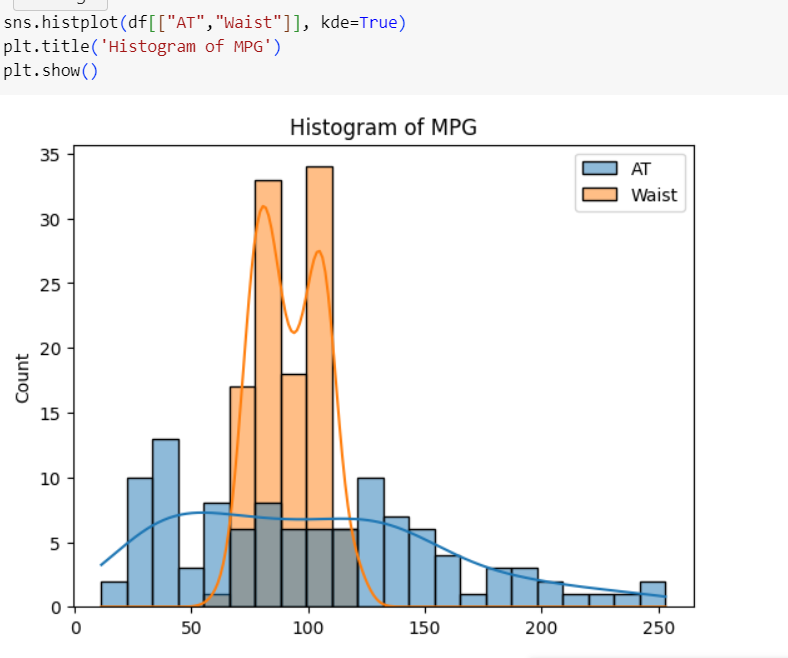 sns.histplot(df[["AT","Waist"]], kde=True)
plt.title('Histogram of MPG')
plt.show()
Histogram of MPG
AT
Waist
Count
35
30
25
20
15
10
5
0
0 50 100 150 200 250